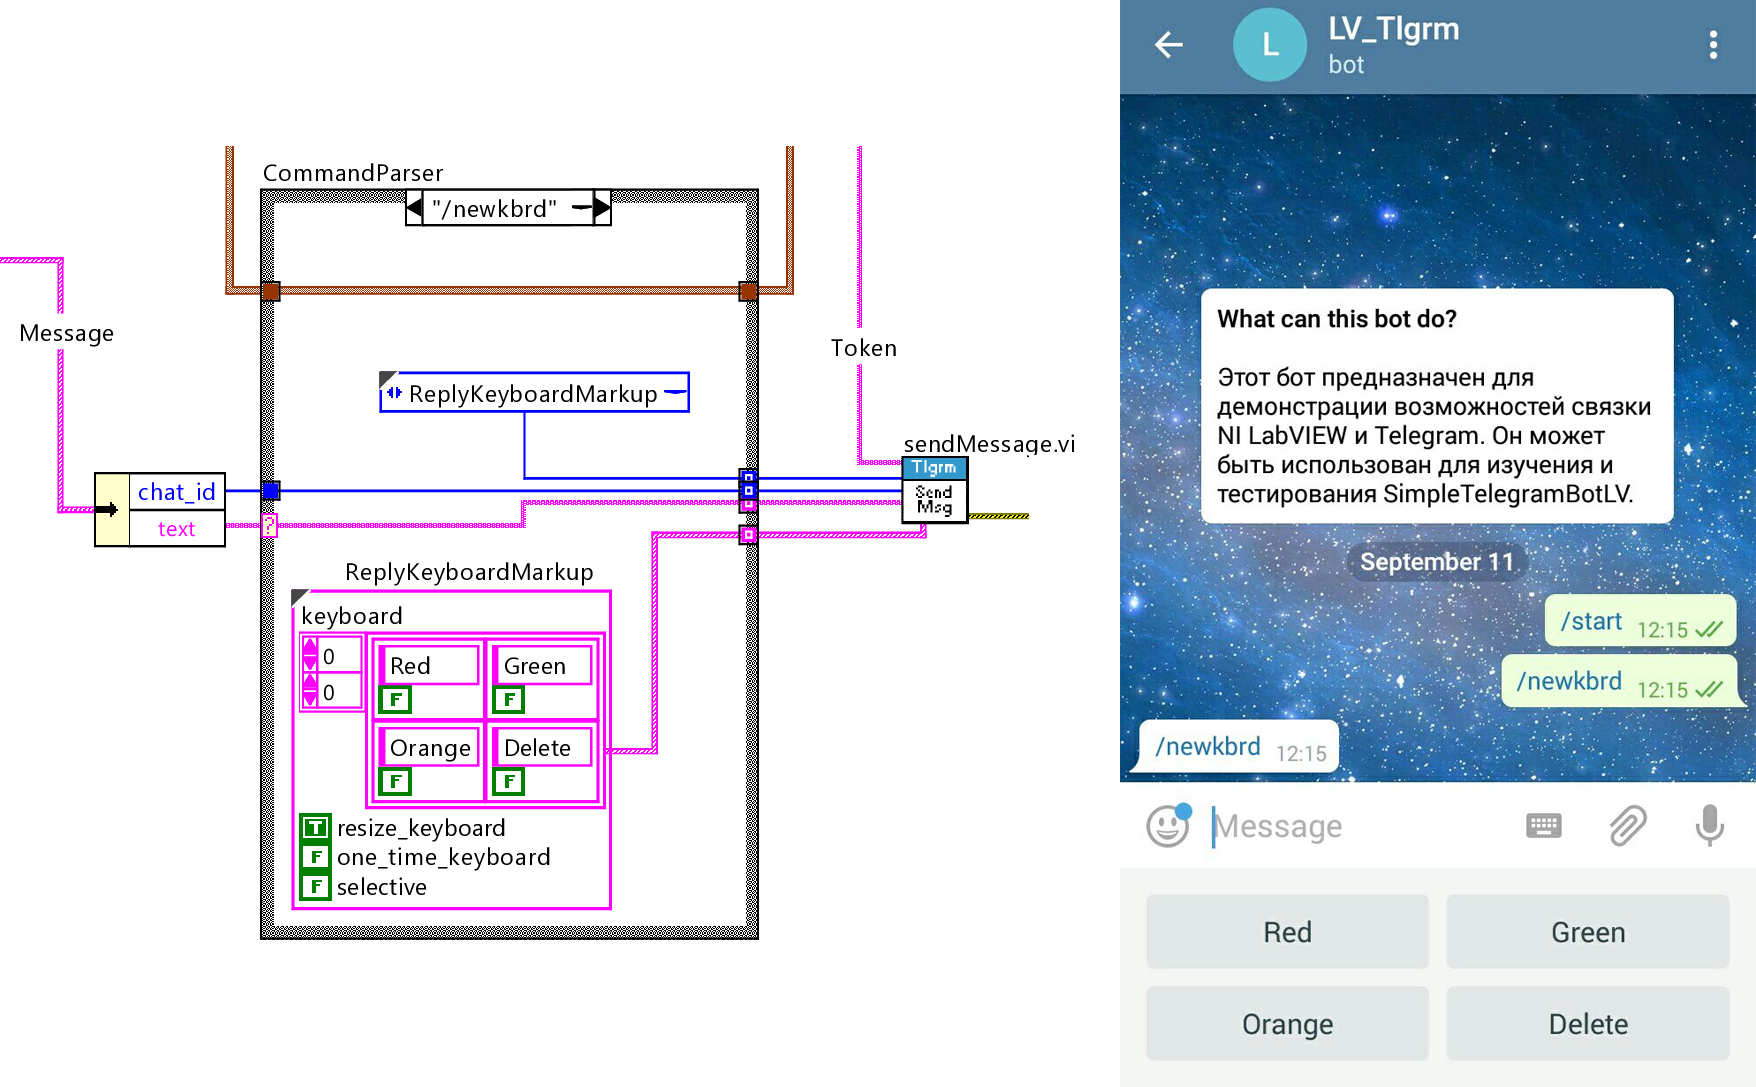 CommandParser
"/newkbrd"
Message
ReplyKeyboardMarkup
Token
sendMessage.vi
Tlgrm
Send
Msg
chat_id
text
?
ReplyKeyboardMarkup
keyboard
0
0
Red
Green
F
F
Orange
Delete
F
F
T resize_keyboard
F one_time_keyboard
F selective
L
LV_Tlgrm
bot
What can this bot do?
Этот бот предназначен для
демонстрации возможностей связки
NI LabVIEW и Telegram. Он может
быть использован для изучения и
тестирования SimpleTelegramBotLV.
September 11
/start 12:15
/newkbrd 12:15
/newkbrd 12:15
Message
Red
Green
Orange
Delete